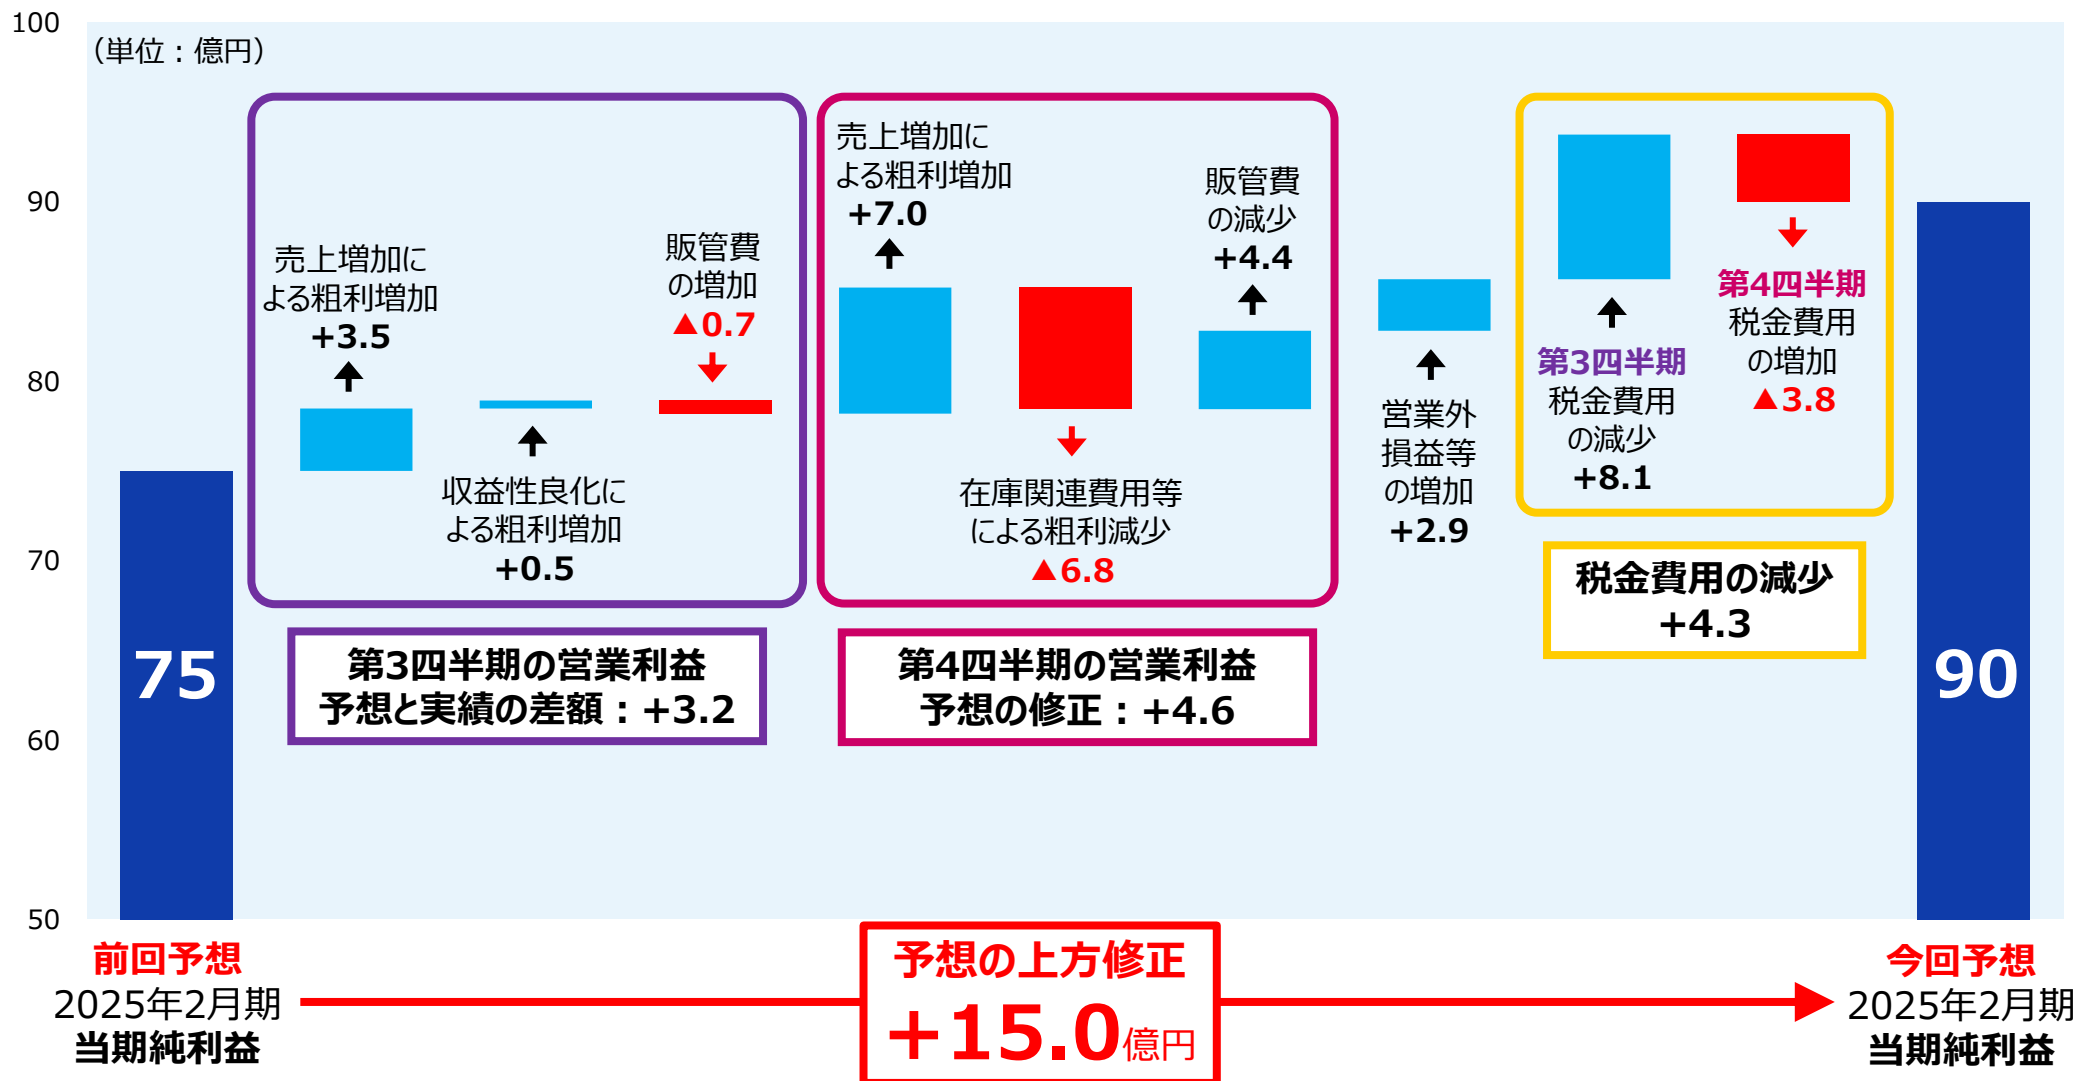 100
90
80
70
60
50
（単位：億円）
75
売上増加に
よる粗利増加
+3.5
収益性良化に
よる粗利増加
+0.5
販管費
の増加
▲0.7
第3四半期の営業利益
予想と実績の差額：+3.2
売上増加に
よる粗利増加
+7.0
在庫関連費用等
による粗利減少
▲6.8
販管費
の減少
+4.4
第4四半期の営業利益
予想の修正：+4.6
営業外
損益等
の増加
+2.9
第3四半期
税金費用
の減少
+8.1
第4四半期
税金費用
の増加
▲3.8
税金費用の減少
+4.3
90
前回予想
2025年2月期
当期純利益
予想の上方修正
+15.0億円
今回予想
2025年2月期
当期純利益